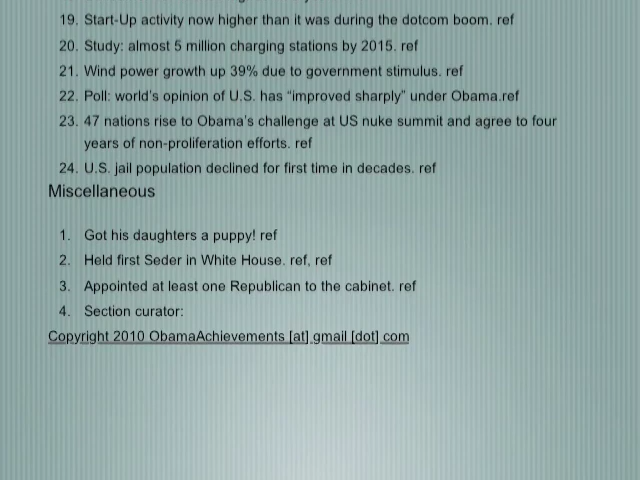 19. Start-Up activity now higher than it was during the dotcom boom. ref
20. Study: almost 5 million charging stations by 2015. ref
21. Wind power growth up 39% due to government stimulus. ref
22. Poll: world's opinion of U.S. has “improved sharply” under Obama.ref
23. 47 nations rise to Obama's challenge at US nuke summit and agree to four
years of non-proliferation efforts. ref
24. U.S. jail population declined for first time in decades. ref
Miscellaneous
1. Got his daughters a puppy! ref
2. Held first Seder in White House. ref, ref
3. Appointed at least one Republican to the cabinet. ref
4. Section curator:
Copyright 2010 ObamaAchievements [at] gmail [dot] com